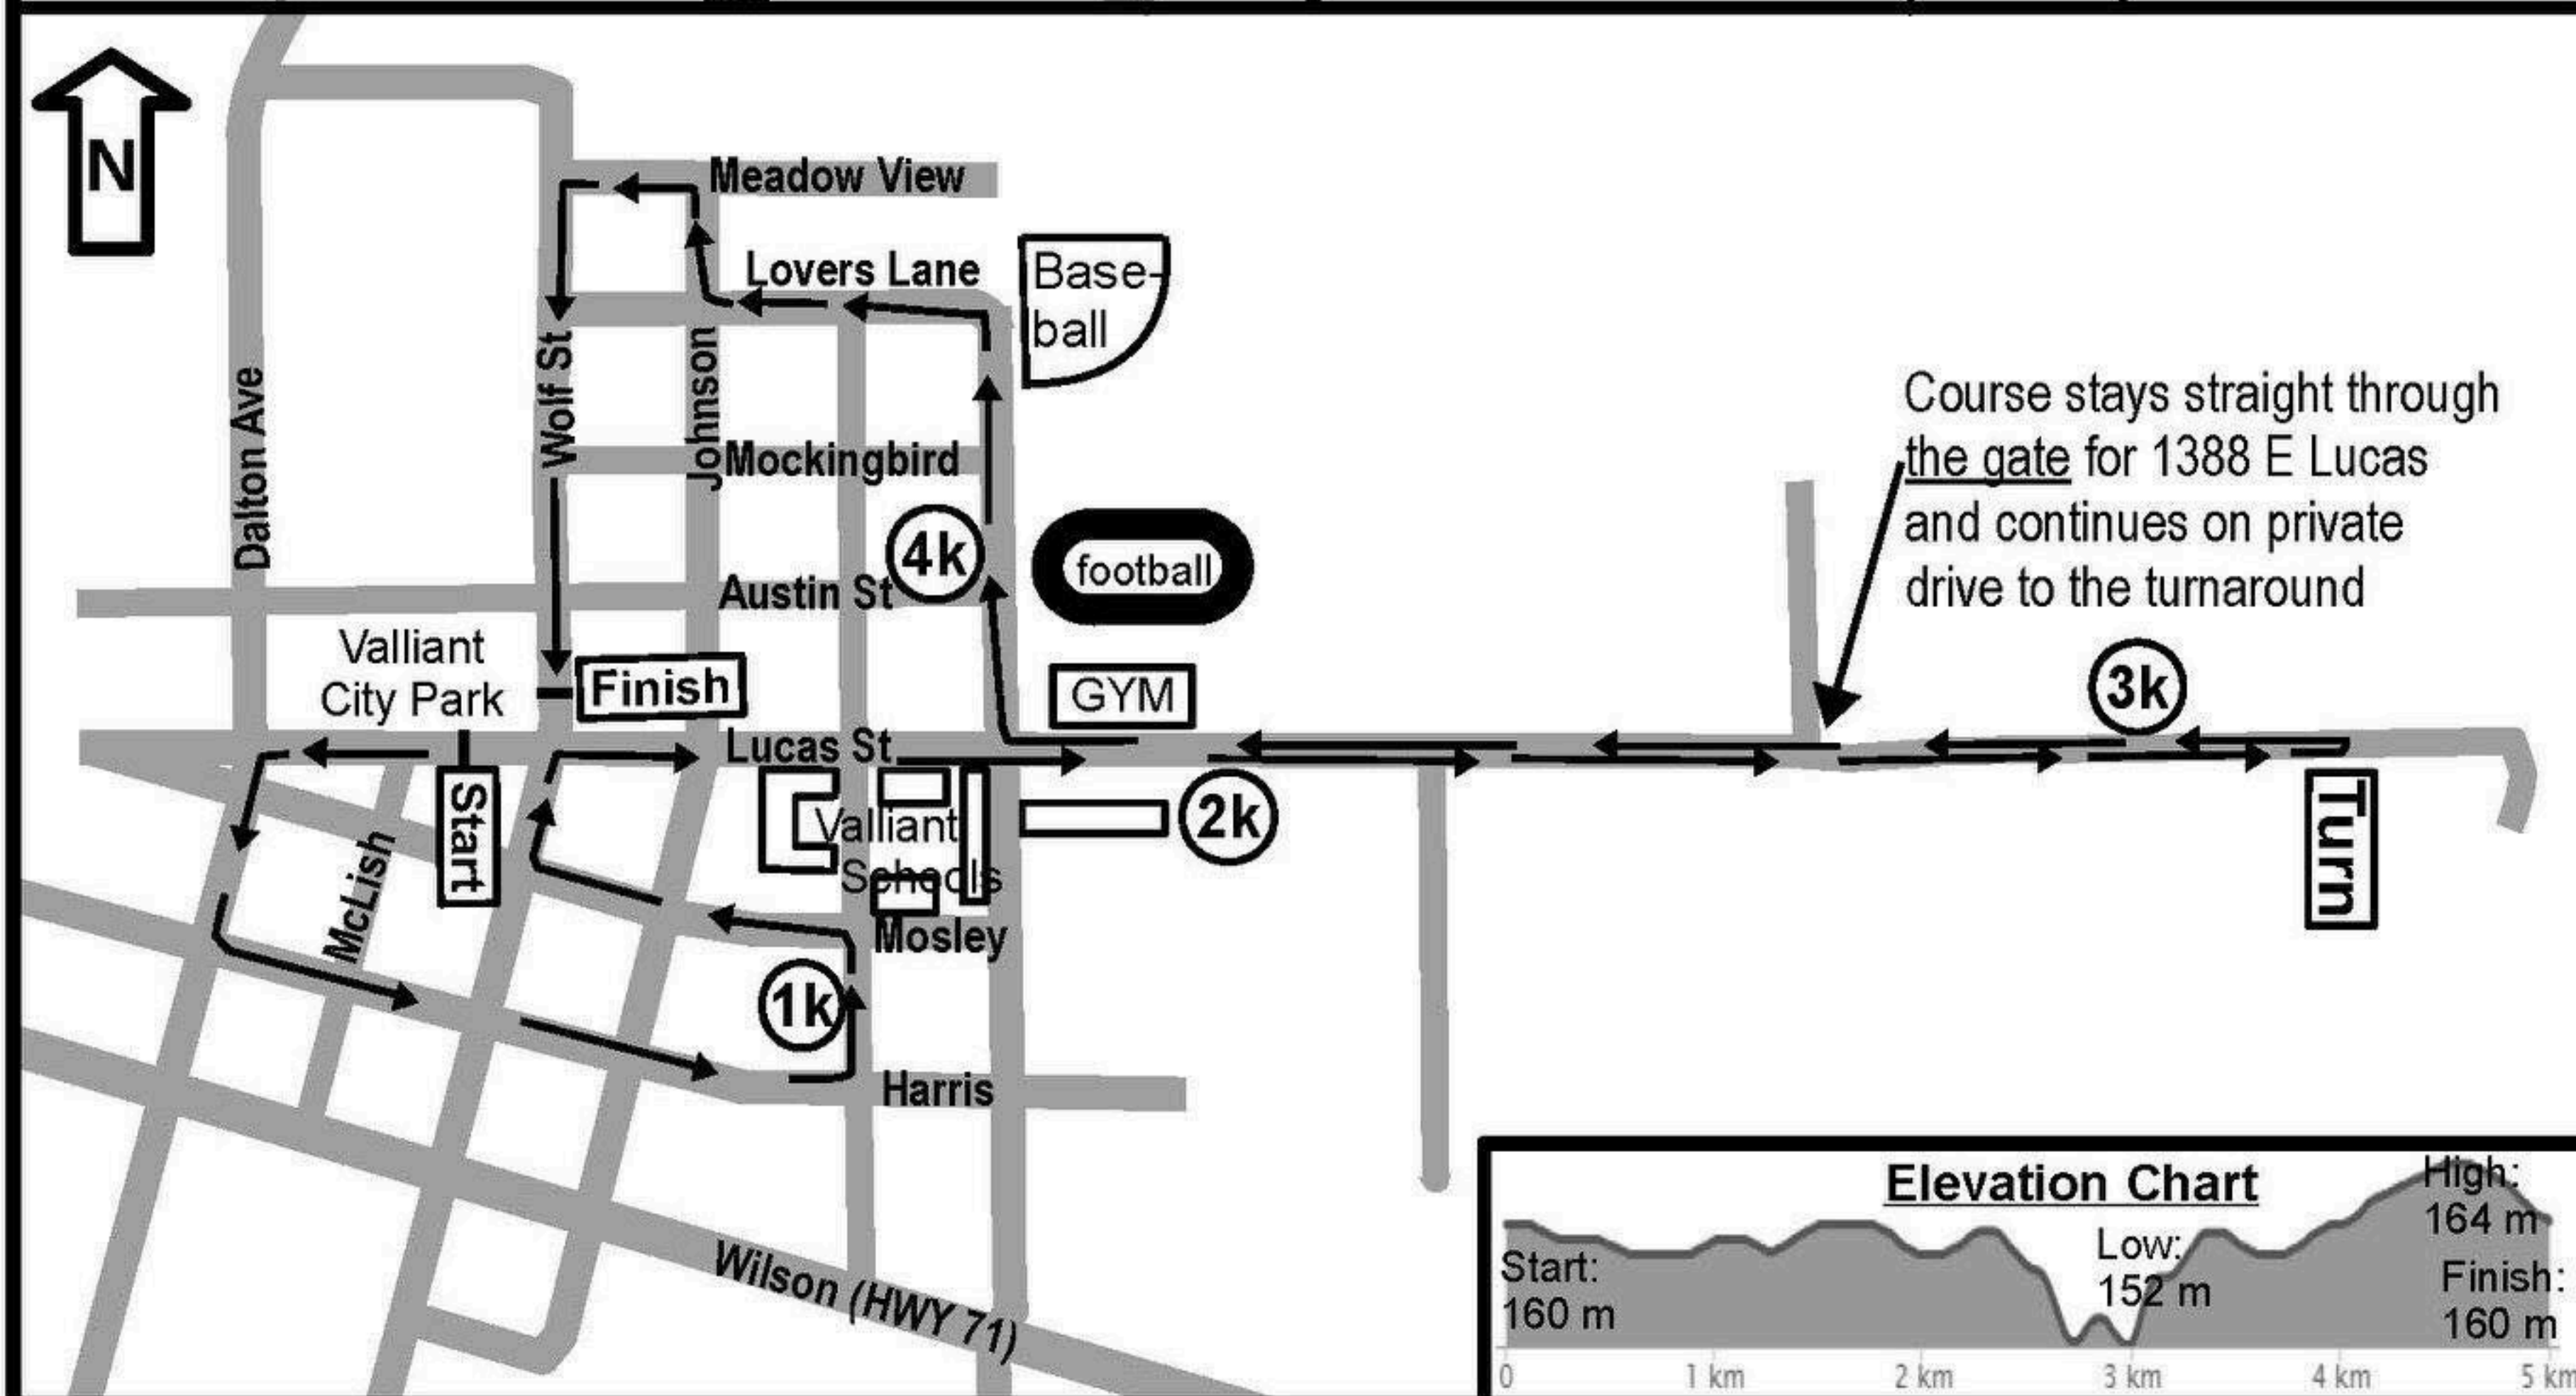 N
Meadow View
Lovers Lane
Base-
ball
Dalton Ave
Wolf St
Johnson
Mockingbird
4k
football
Austin St
Course stays straight through
the gate for 1388 E Lucas
and continues on private
drive to the turnaround
Valliant
City Park
Finish
GYM
3k
Lucas St
Start
McLish
Valliant
Schools
2k
Turn
Mosley
1k
Harris
Wilson (HWY 71)
Elevation Chart
High:
164 m
Low:
152 m
Start:
160 m
Finish:
160 m
0 1 km 2 km 3 km 4 km 5 km